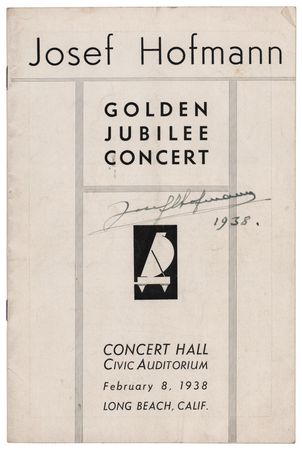 Josef Hofmann
GOLDEN
JUBILEE
CONCERT
Josef Hofmann
1938.
CONCERT HALL
CIVIC AUDITORIUM
February 8, 1938
LONG BEACH, CALIF.